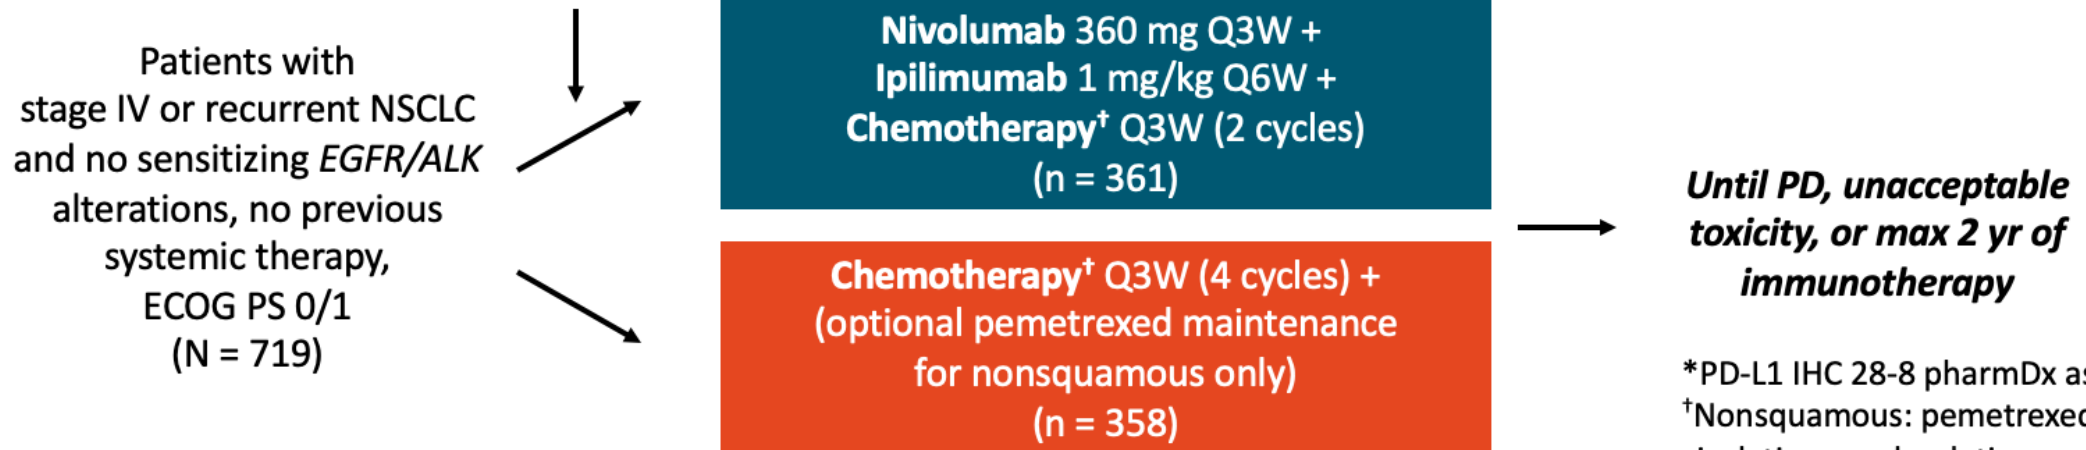 Patients with
stage IV or recurrent NSCLC
and no sensitizing EGFR/ALK
alterations, no previous
systemic therapy,
ECOG PS 0/1
(N = 719)
Nivolumab 360 mg Q3W +
Ipilimumab 1 mg/kg Q6W +
Chemotherapy† Q3W (2 cycles)
(n = 361)
Chemotherapy† Q3W (4 cycles) +
(optional pemetrexed maintenance
for nonsquamous only)
(n = 358)
Until PD, unacceptable
toxicity, or max 2 yr of
immunotherapy
*PD-L1 IHC 28-8 pharmDx as
†Nonsquamous: pemetrexed